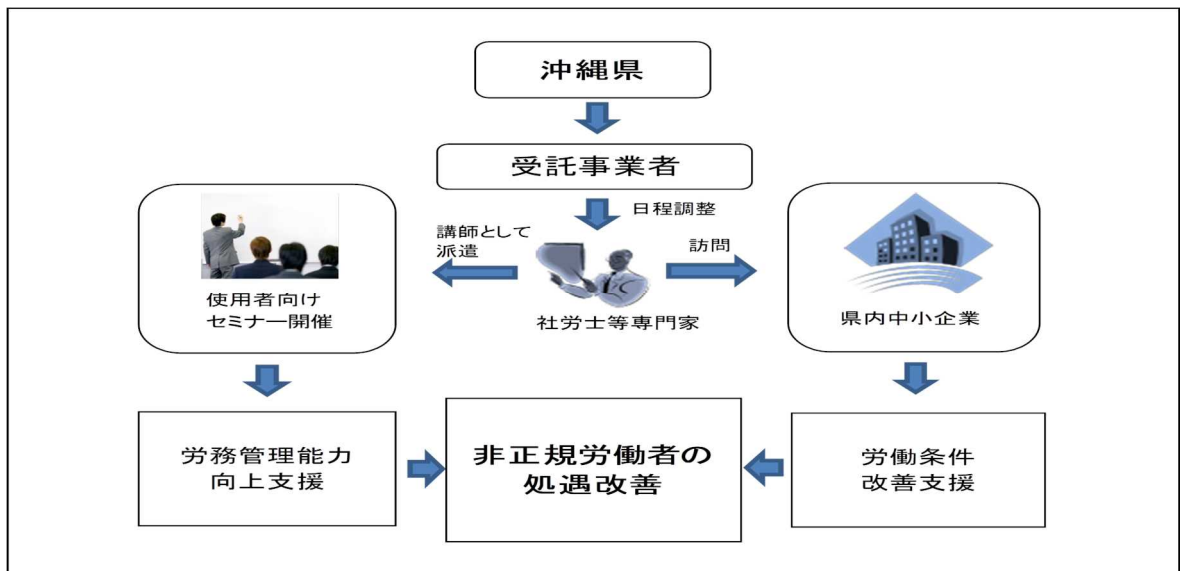 沖縄県
受託事業者
日程調整
講師として
派遣
訪問
使用者向け
セミナー開催
社労士等専門家
県内中小企業
労務管理能力
向上支援
非正規労働者の
処遇改善
労働条件
改善支援